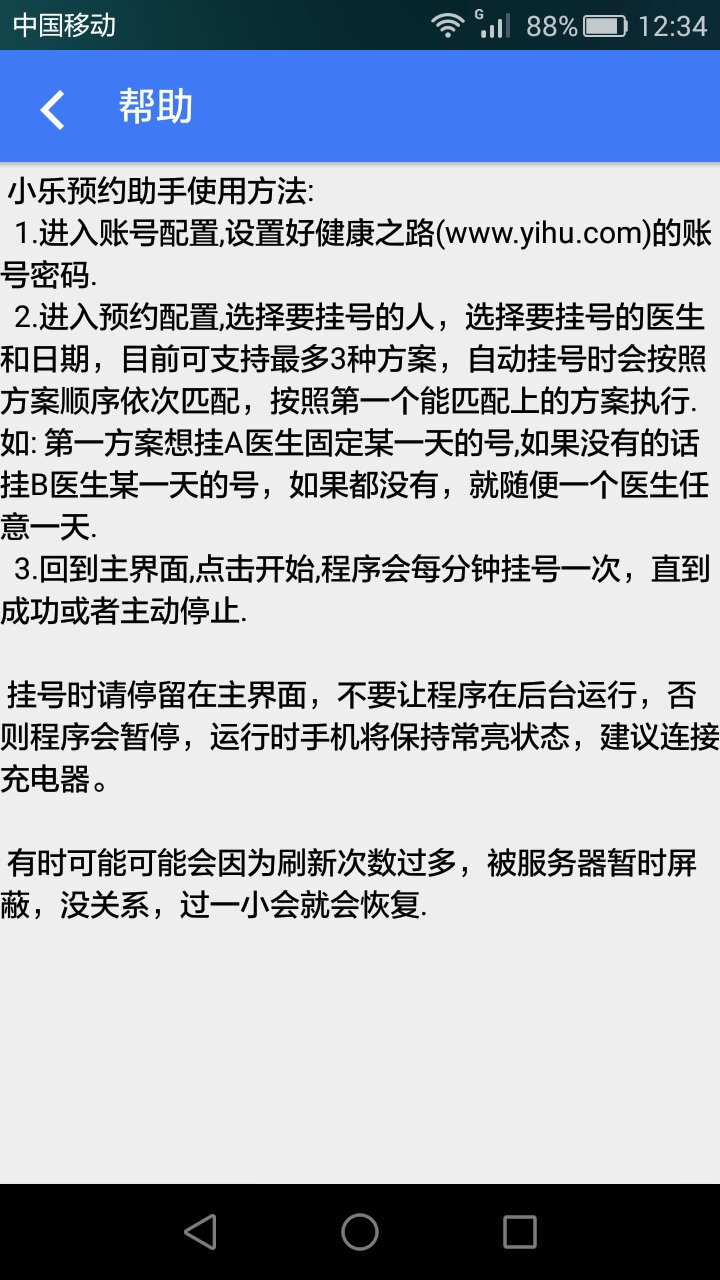 中国移动 G 88% 12:34
帮助
小乐预约助手使用方法:
1.进入账号配置,设置好健康之路(www.yihu.com)的账
号密码.
2.进入预约配置,选择要挂号的人，选择要挂号的医生
和日期，目前可支持最多3种方案，自动挂号时会按照
方案顺序依次匹配，按照第一个能匹配上的方案执行.
如: 第一方案想挂A医生固定某一天的号,如果没有的话
挂B医生某一天的号，如果都没有，就随便一个医生任
意一天.
3.回到主界面,点击开始,程序会每分钟挂号一次，直到
成功或者主动停止.
挂号时请停留在主界面，不要让程序在后台运行，否
则程序会暂停，运行时手机将保持常亮状态，建议连接
充电器。
有时可能可能会因为刷新次数过多，被服务器暂时屏
蔽，没关系，过一小会就会恢复.